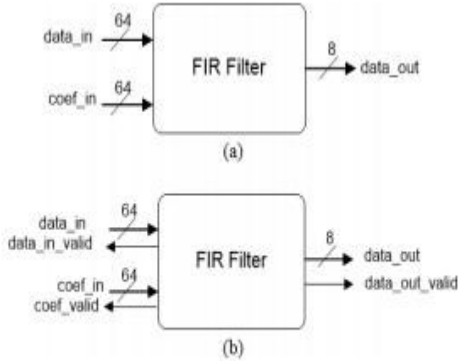 64
data_in
64
coef_in
FIR Filter
8
data_out
(a)
64
data_in
data_in_valid
64
coef_in
coef_valid
FIR Filter
8
data_out
data_out_valid
(b)